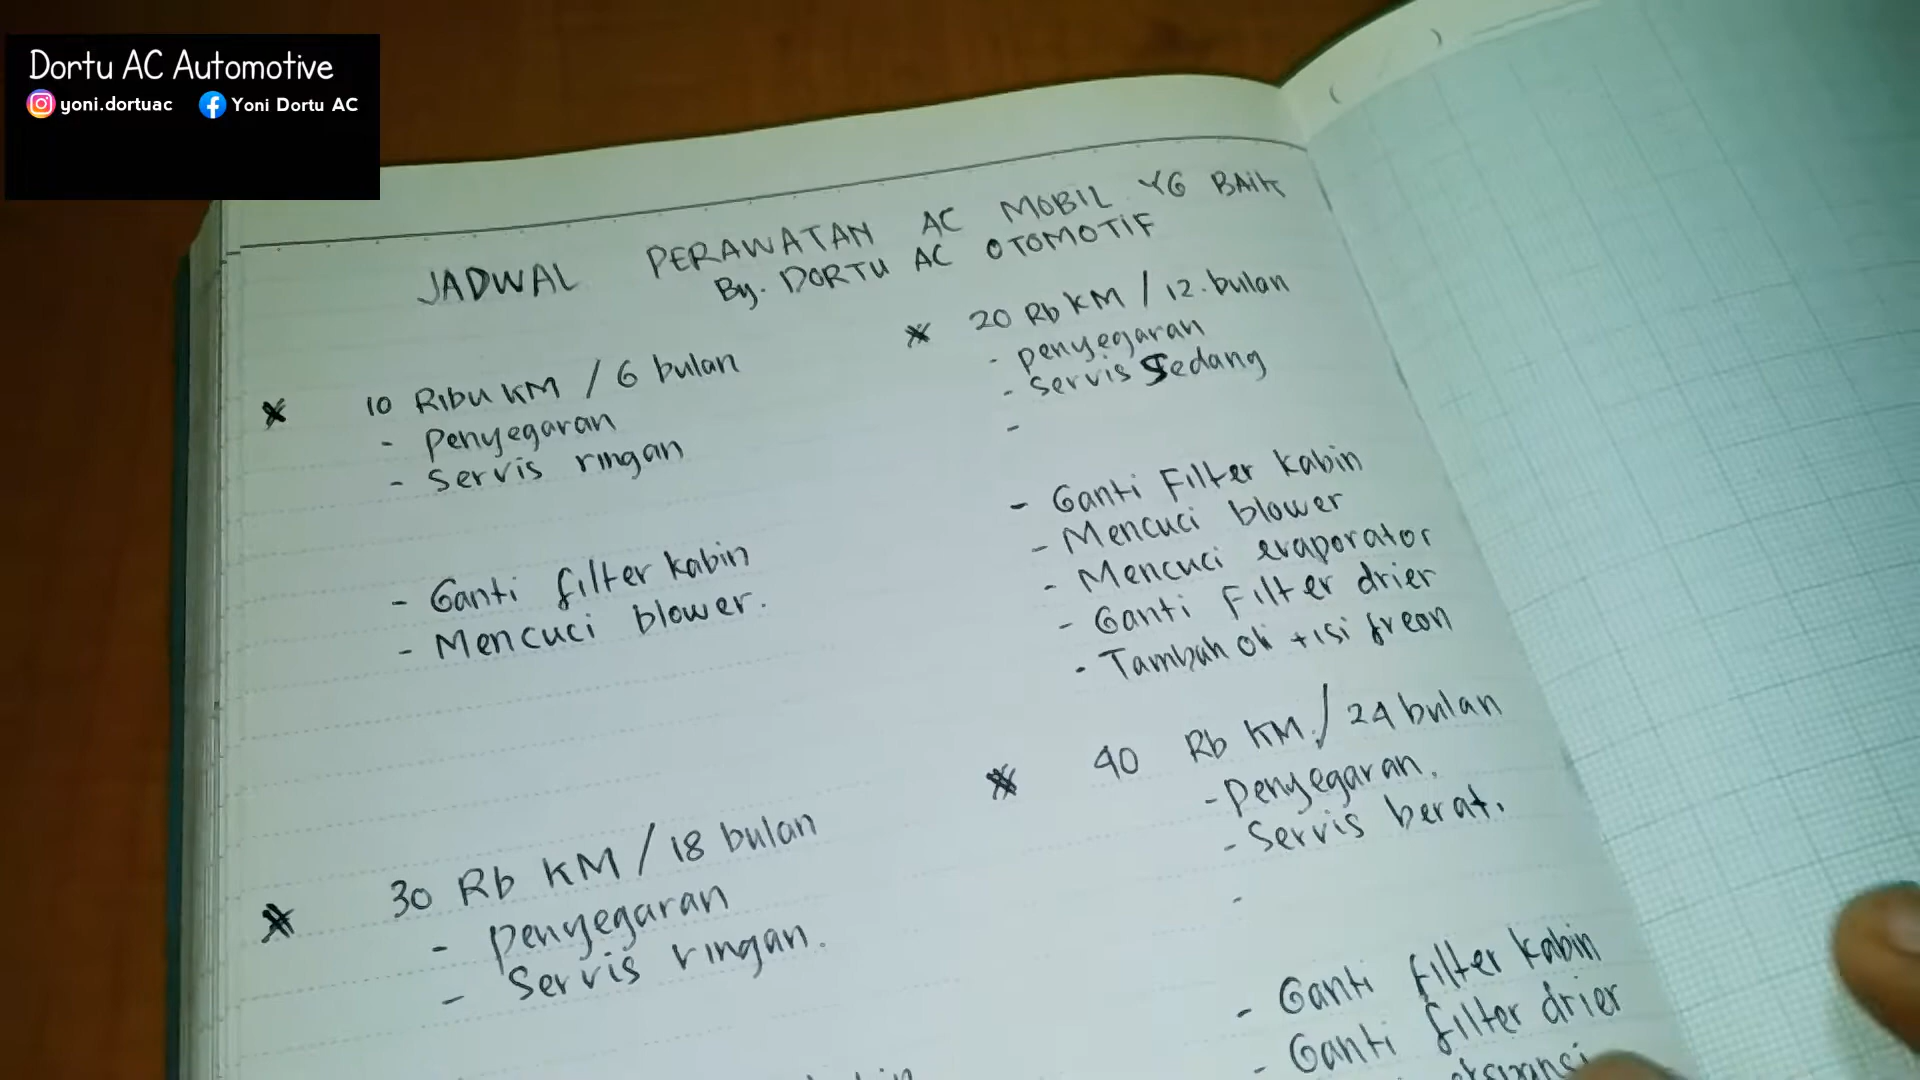 Dortu AC Automotive
yoni.dortuac Yoni Dortu AC
JADWAL PERAWATAN AC MOBIL YG BAIK
By. DORTU AC OTOMOTIF
* 10 Ribu KM / 6 bulan
- Penyegaran
- Servis ringan
- Ganti filter kabin
- Mencuci blower.
* 20 Rb KM / 12. bulan
- penyegaran
- Servis Sedang
-
- Ganti Filter kabin
- Mencuci blower
- Mencuci evaporator
- Ganti Filter drier
- Tambah oli + isi freon
* 30 Rb KM / 18 bulan
- penyegaran
- Servis ringan.
* 40 Rb KM. / 24 bulan
- Penyegaran.
- Servis berat.
-
- Ganti filter kabin
- Ganti filter drier